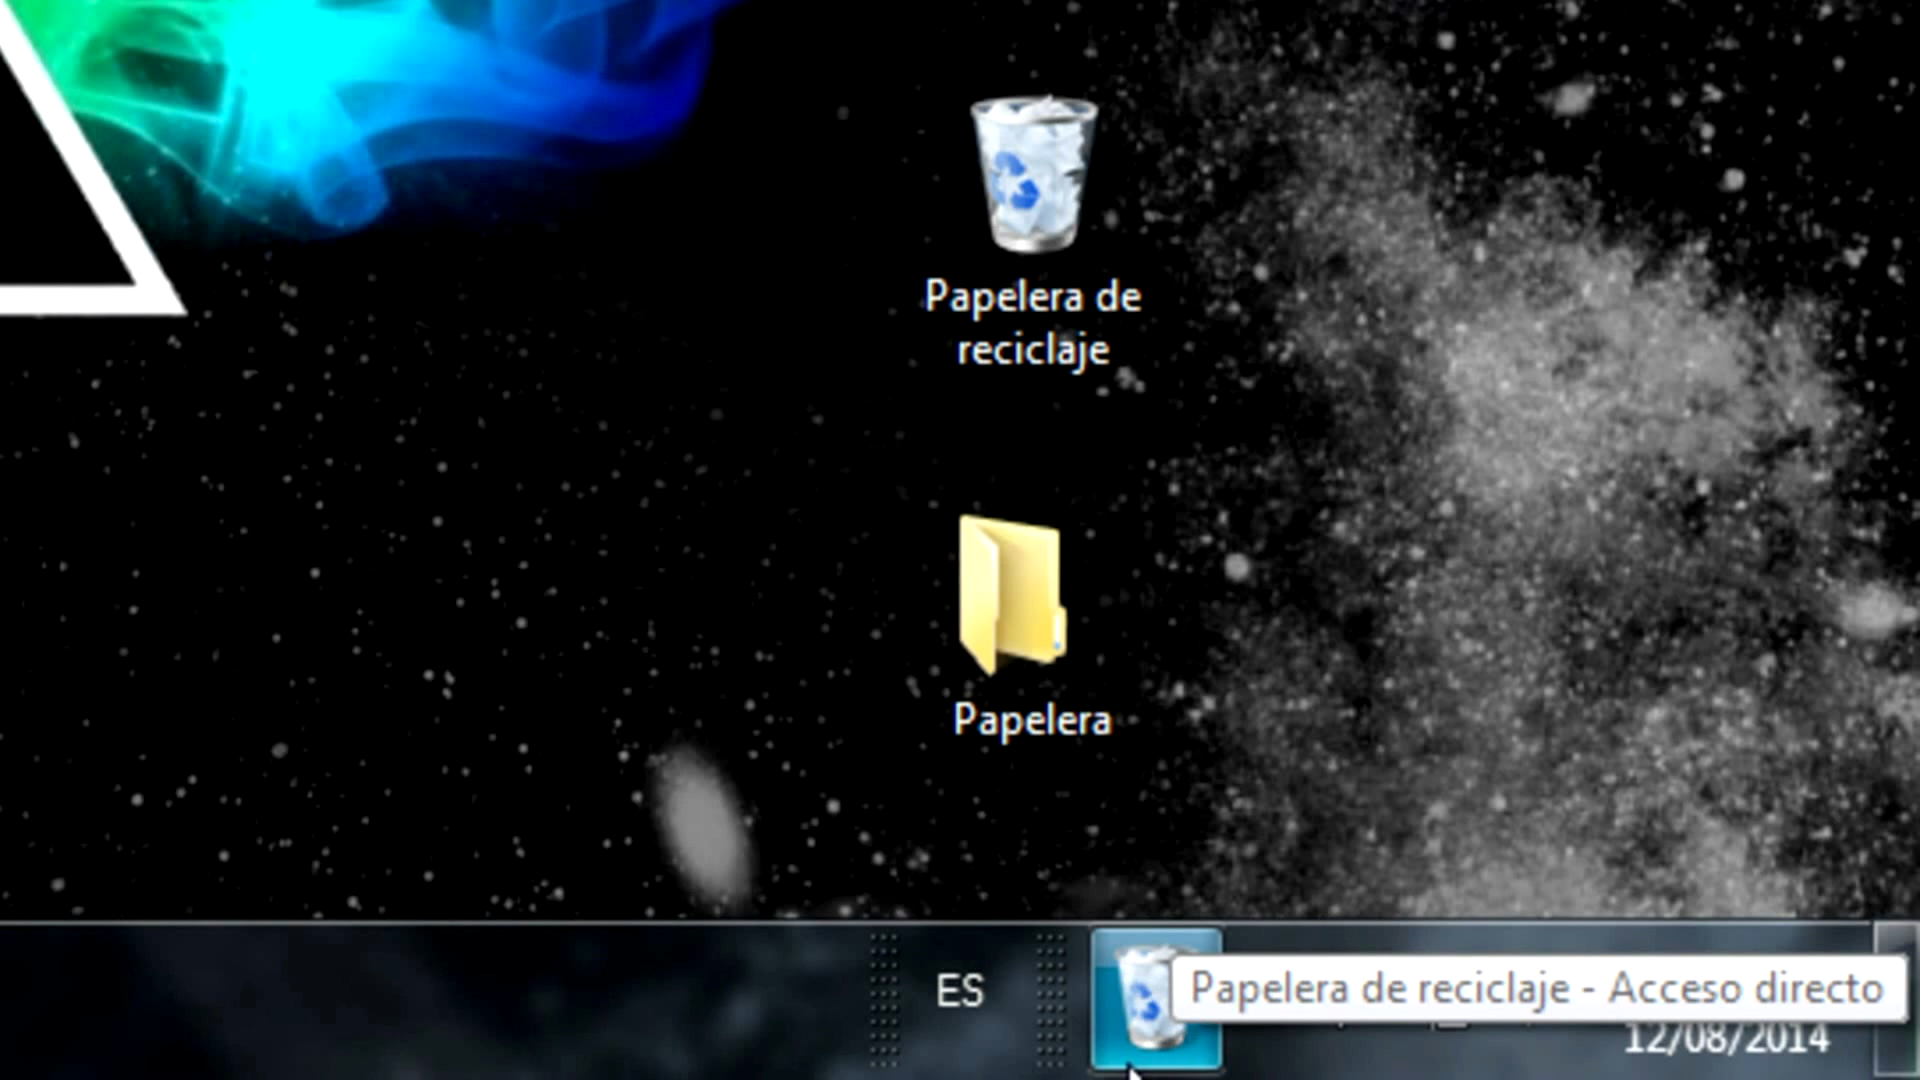 Papelera de
reciclaje
Papelera
ES
Papelera de reciclaje - Acceso directo
12/08/2014